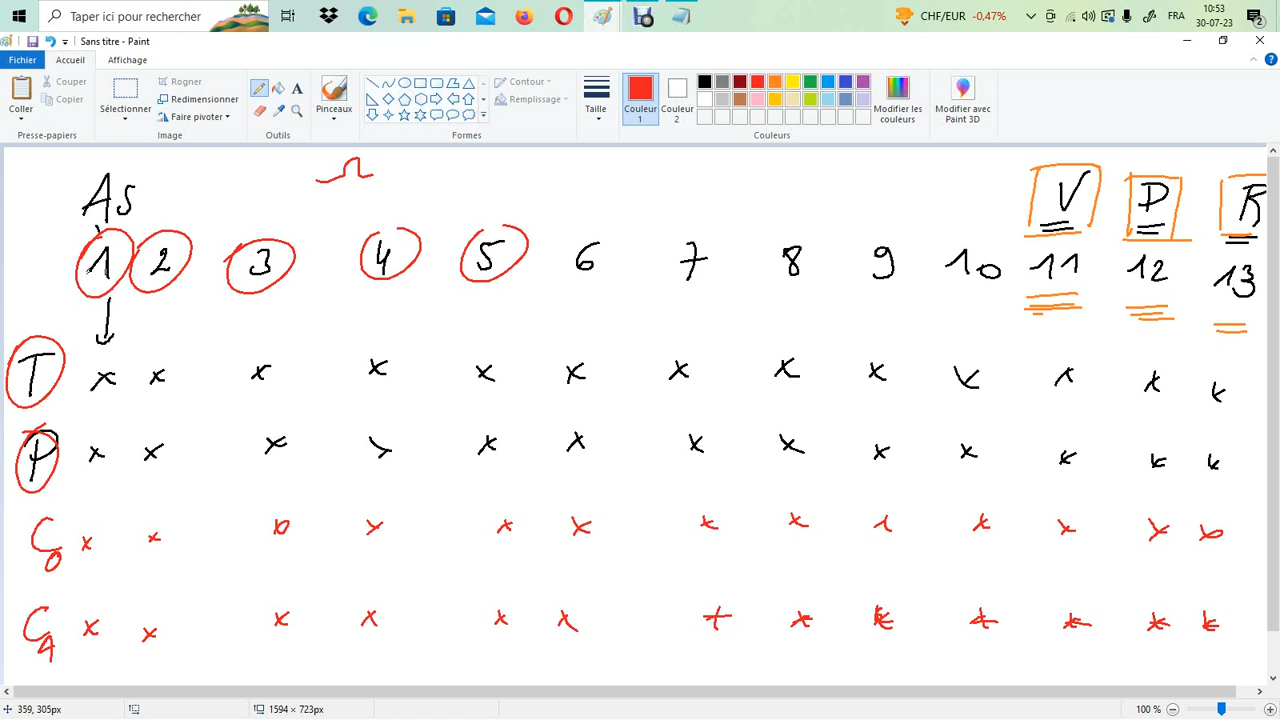 Taper ici pour rechercher CHF/EUR -0,47% FRA 10:53 30-07-23 2
Sans titre - Paint
Fichier Accueil Affichage
Coller Couper Copier Sélectionner Rogner Redimensionner Faire pivoter Pinceaux Contour Remplissage Taille Couleur 1 Couleur 2 Modifier les couleurs Modifier avec Paint 3D
Presse-papiers Image Outils Formes Couleurs
As Ω V D R
1 2 3 4 5 6 7 8 9 10 11 12 13
T x x x x x x x x x x x x x
P x x x x x x x x x x x x x
Co x x x x x x x x x x x x
CA x x x x x x x x x x x x x
359, 305px 1594 × 723px 100 %